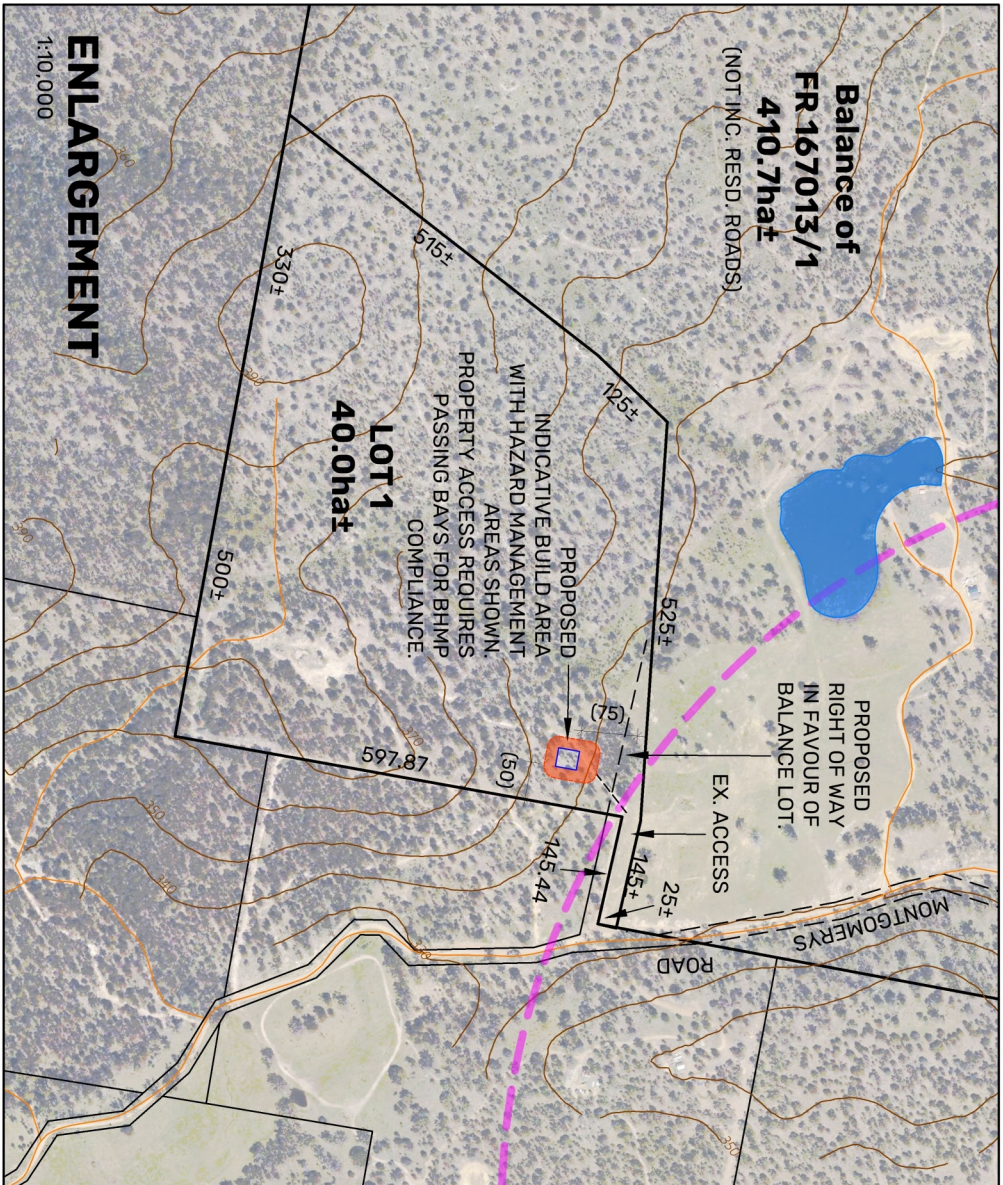 Balance of
FR 167013/1
410.7ha±
(NOT INC. RESD. ROADS)
ENLARGEMENT
1:10,000
LOT 1
40.0ha±
PROPOSED
INDICATIVE BUILD AREA
WITH HAZARD MANAGEMENT
AREAS SHOWN.
PROPERTY ACCESS REQUIRES
PASSING BAYS FOR BHMP
COMPLIANCE.
PROPOSED
RIGHT OF WAY
IN FAVOUR OF
BALANCE LOT.
EX. ACCESS
MONTGOMERYS
ROAD
515±
125±
525±
330±
500±
597.87
145.44
145±
25±
(75)
(50)
390
340
350